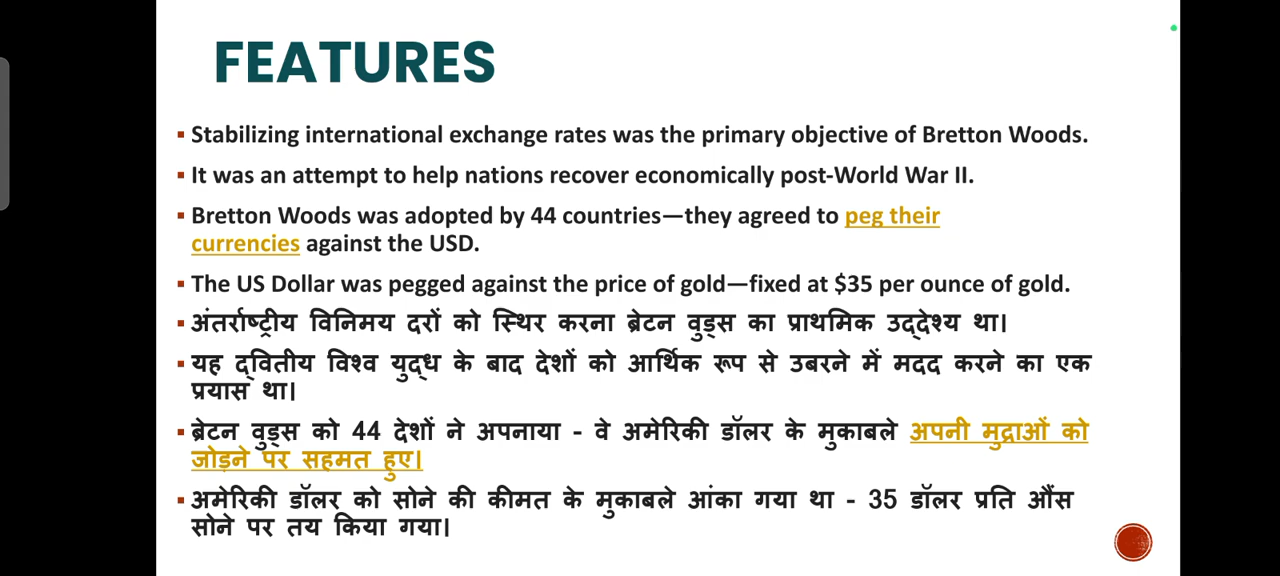 FEATURES
▪ Stabilizing international exchange rates was the primary objective of Bretton Woods.
▪ It was an attempt to help nations recover economically post-World War II.
▪ Bretton Woods was adopted by 44 countries—they agreed to peg their
currencies against the USD.
▪ The US Dollar was pegged against the price of gold—fixed at $35 per ounce of gold.
▪ अंतर्राष्ट्रीय विनिमय दरों को स्थिर करना ब्रेटन वुड्स का प्राथमिक उद्देश्य था।
▪ यह द्वितीय विश्व युद्ध के बाद देशों को आर्थिक रूप से उबरने में मदद करने का एक
प्रयास था।
▪ ब्रेटन वुड्स को 44 देशों ने अपनाया - वे अमेरिकी डॉलर के मुकाबले अपनी मुद्राओं को
जोड़ने पर सहमत हुए।
▪ अमेरिकी डॉलर को सोने की कीमत के मुकाबले आंका गया था - 35 डॉलर प्रति औंस
सोने पर तय किया गया।